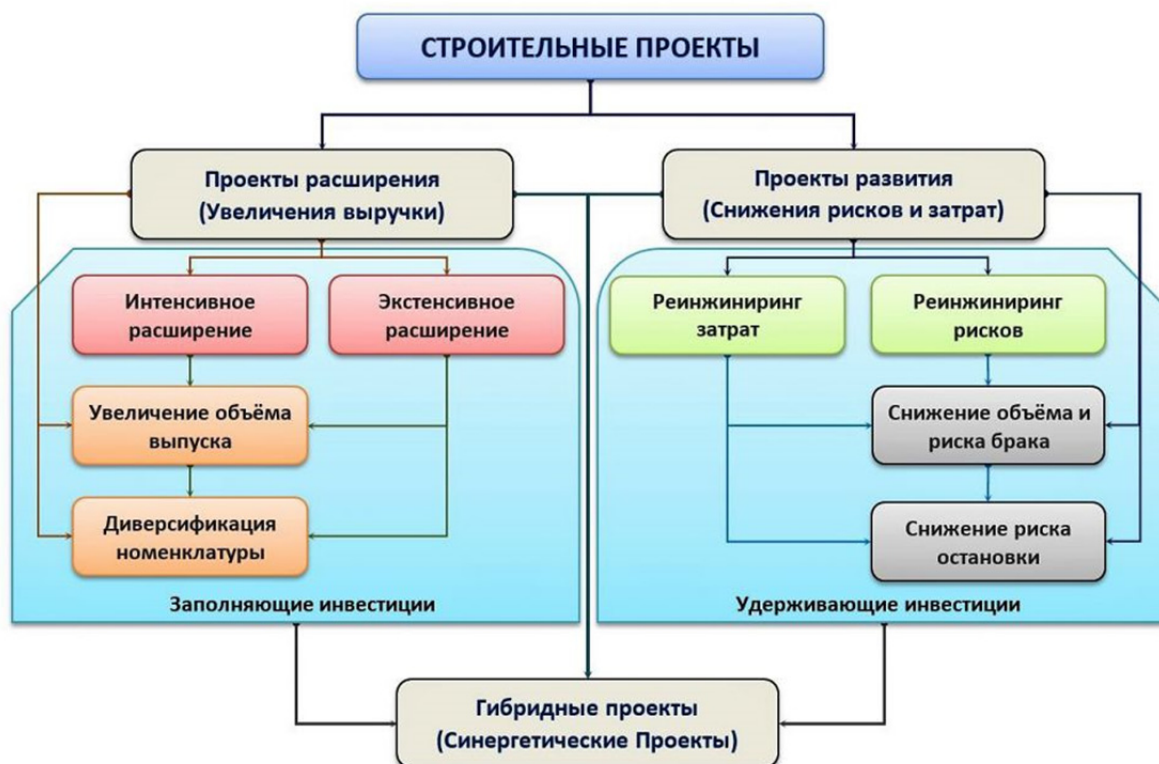 СТРОИТЕЛЬНЫЕ ПРОЕКТЫ
Проекты расширения
(Увеличения выручки)
Проекты развития
(Снижения рисков и затрат)
Интенсивное
расширение
Экстенсивное
расширение
Реинжиниринг
затрат
Реинжиниринг
рисков
Увеличение объёма
выпуска
Снижение объёма и
риска брака
Диверсификация
номенклатуры
Снижение риска
остановки
Заполняющие инвестиции
Удерживающие инвестиции
Гибридные проекты
(Синергетические Проекты)